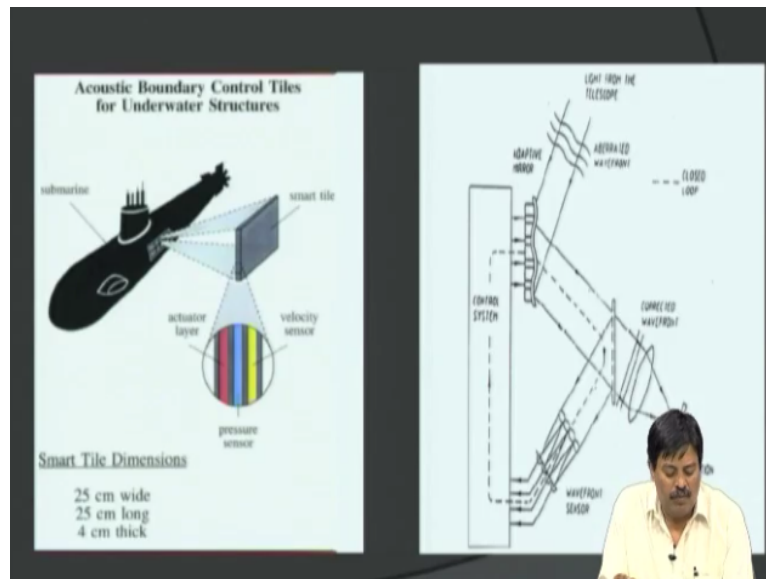 Acoustic Boundary Control Tiles
for Underwater Structures
submarine
smart tile
actuator
layer
velocity
sensor
pressure
sensor
Smart Tile Dimensions
25 cm wide
25 cm long
4 cm thick
LIGHT FROM THE
TELESCOPE
ADAPTIVE
MIRROR
ABERRATED
WAVEFRONT
CLOSED
LOOP
CONTROL
SYSTEM
CORRECTED
WAVEFRONT
WAVEFRONT
SENSOR